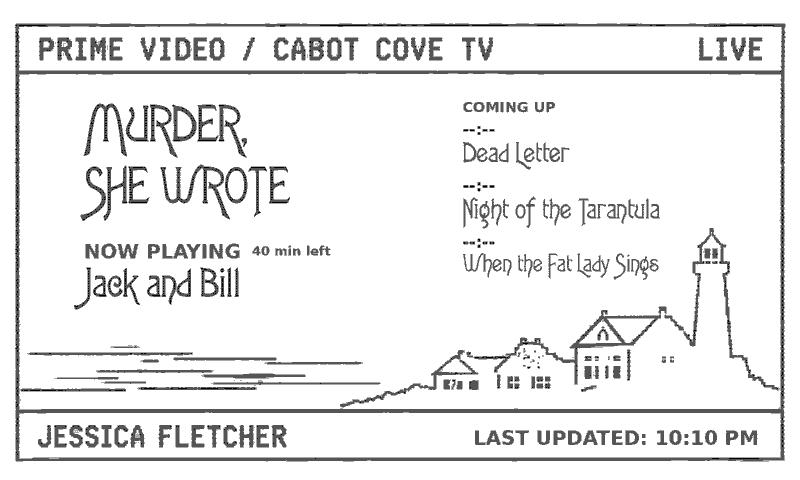 PRIME VIDEO / CABOT COVE TV
LIVE
MURDER,
SHE WROTE
NOW PLAYING 40 min left
Jack and Bill
COMING UP
--:--
Dead Letter
--:--
Night of the Tarantula
--:--
When the Fat Lady Sings
JESSICA FLETCHER
LAST UPDATED: 10:10 PM